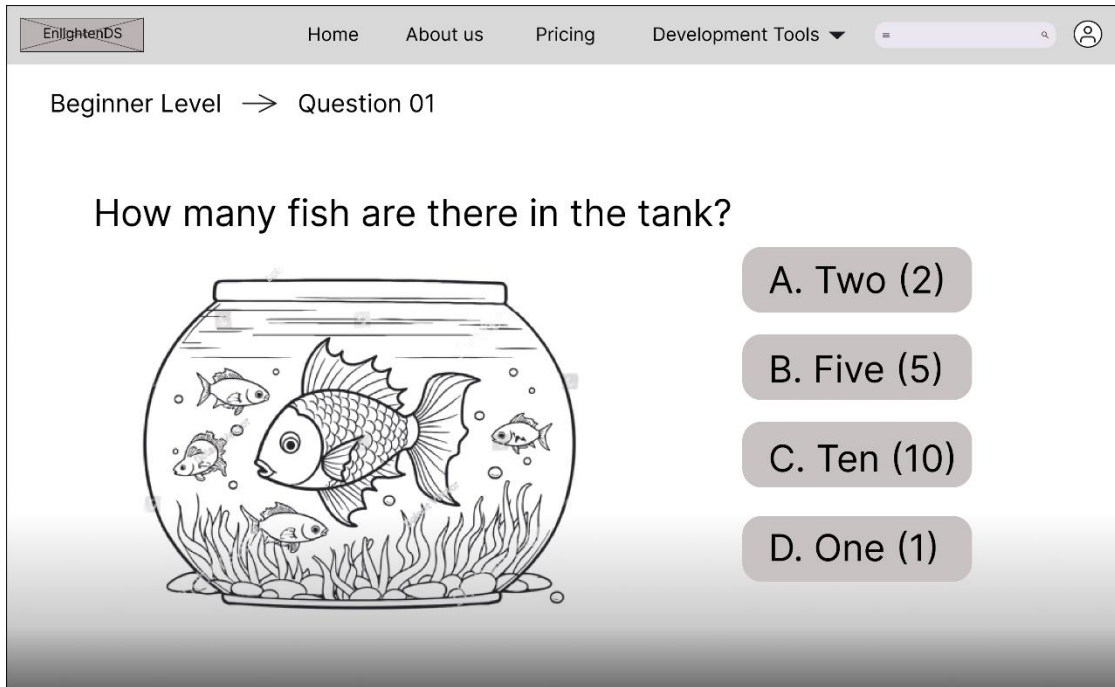 EnlightenDS
Home
About us
Pricing
Development Tools
Beginner Level → Question 01
How many fish are there in the tank?
A. Two (2)
B. Five (5)
C. Ten (10)
D. One (1)